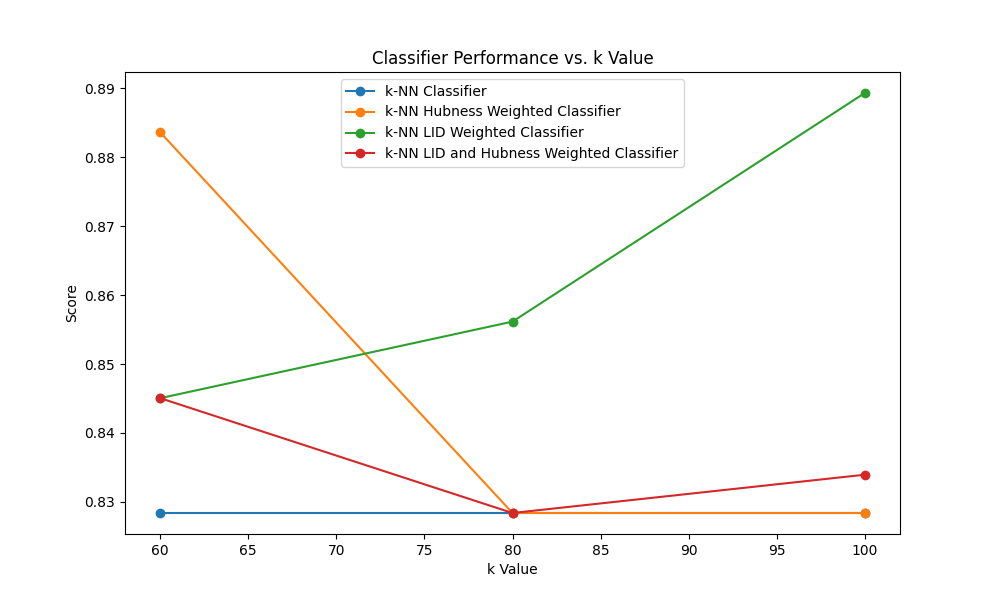 Classifier Performance vs. k Value
k-NN Classifier
k-NN Hubness Weighted Classifier
k-NN LID Weighted Classifier
k-NN LID and Hubness Weighted Classifier
0.89
0.88
0.87
0.86
0.85
0.84
0.83
Score
60 65 70 75 80 85 90 95 100
k Value